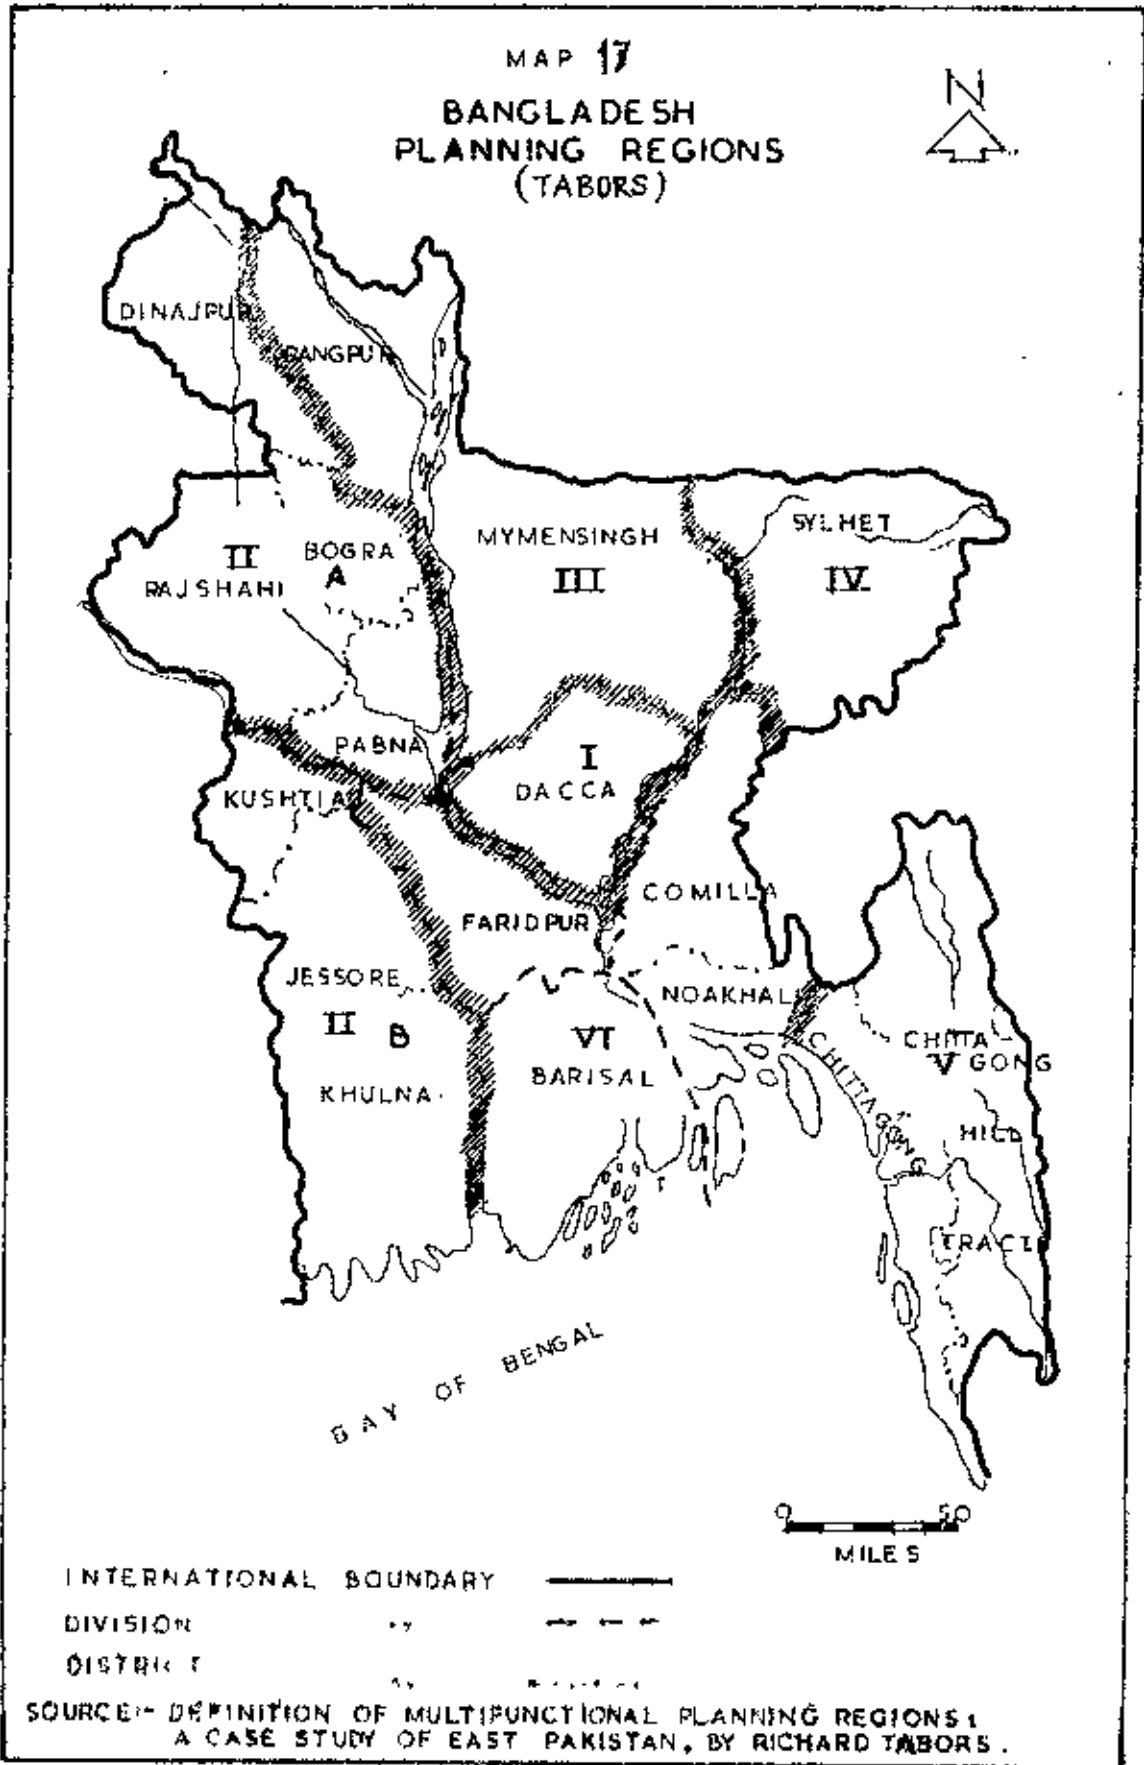 MAP 17
BANGLADESH
PLANNING REGIONS
(TABORS)
N
DINAJPUR
RANGPUR
MYMENSINGH
III
SYLHET
IV
II
BOGRA
A
RAJSHAHI
PABNA
I
DACCA
KUSHTIA
COMILLA
FARIDPUR
JESSORE
NOAKHALI
II B
VI
BARISAL
KHULNA
CHITTAGONG
CHITTA
V GONG
HILL
TRACT
BAY OF BENGAL
0 50
MILES
INTERNATIONAL BOUNDARY
DIVISION ,,
DISTRICT ,,
SOURCE:- DEFINITION OF MULTIFUNCTIONAL PLANNING REGIONS:
A CASE STUDY OF EAST PAKISTAN, BY RICHARD TABORS.